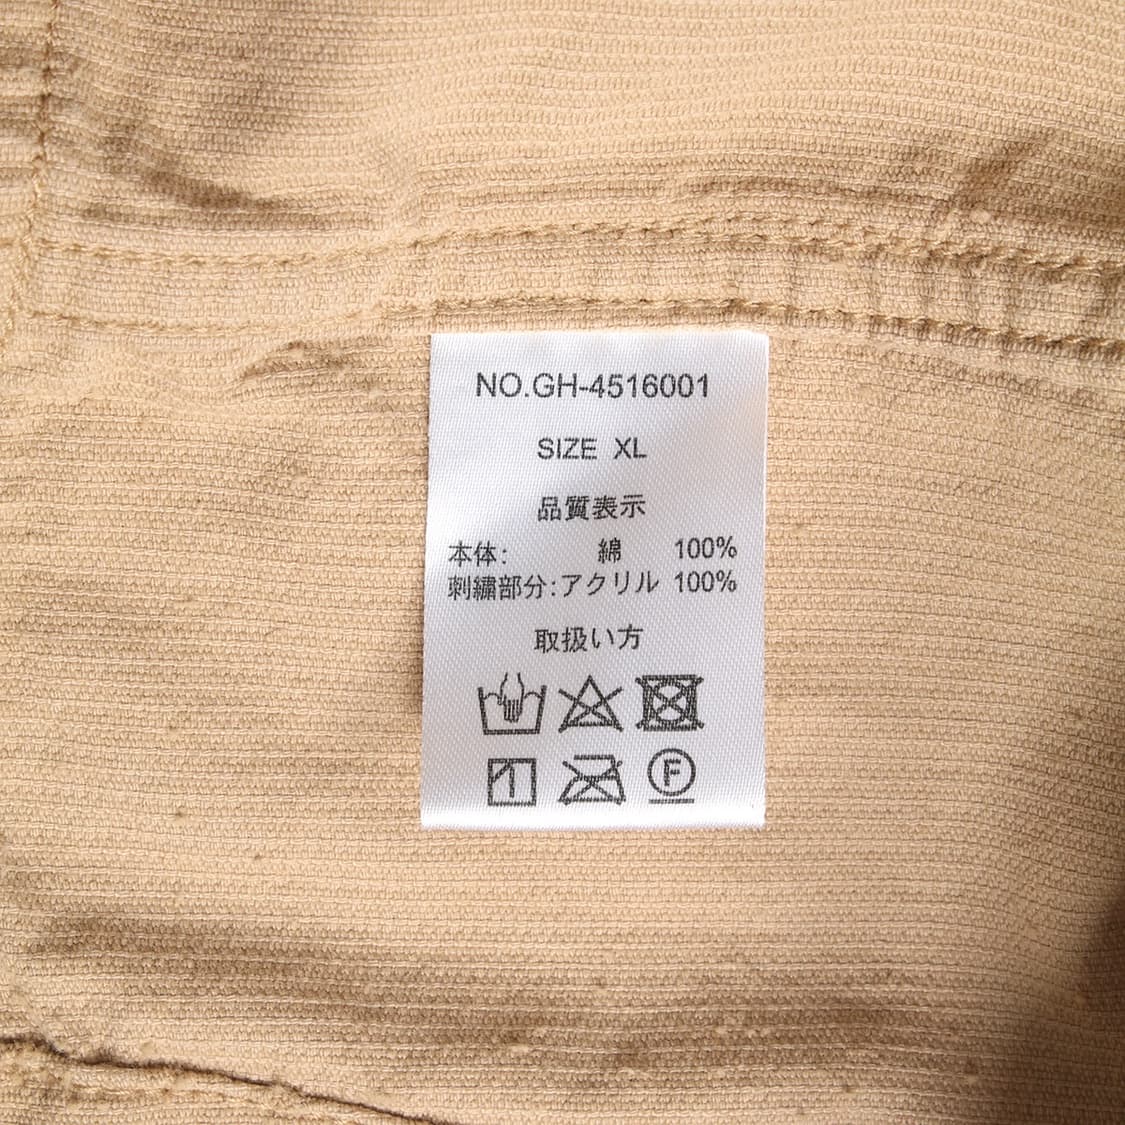 NO.GH-4516001
SIZE XL
品質表示
本体: 綿 100%
刺繍部分:アクリル 100%
取扱い方
F